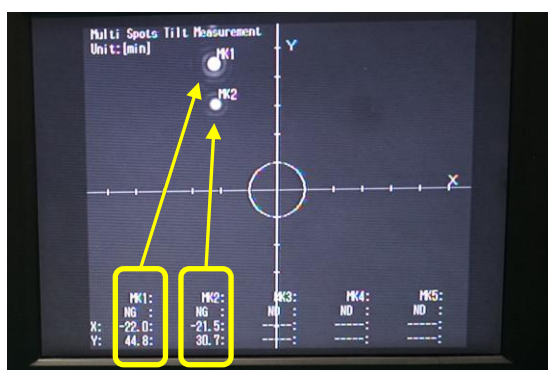 Multi Spots Tilt Measurement
Unit:[min]
Y
MK1
MK2
X
MK1: MK2: MK3: MK4: MK5:
NG : NG : ND : ND : ND :
X: -22.0: -21.5: -----: -----: -----:
Y: 44.8: 30.7: -----: -----: -----: